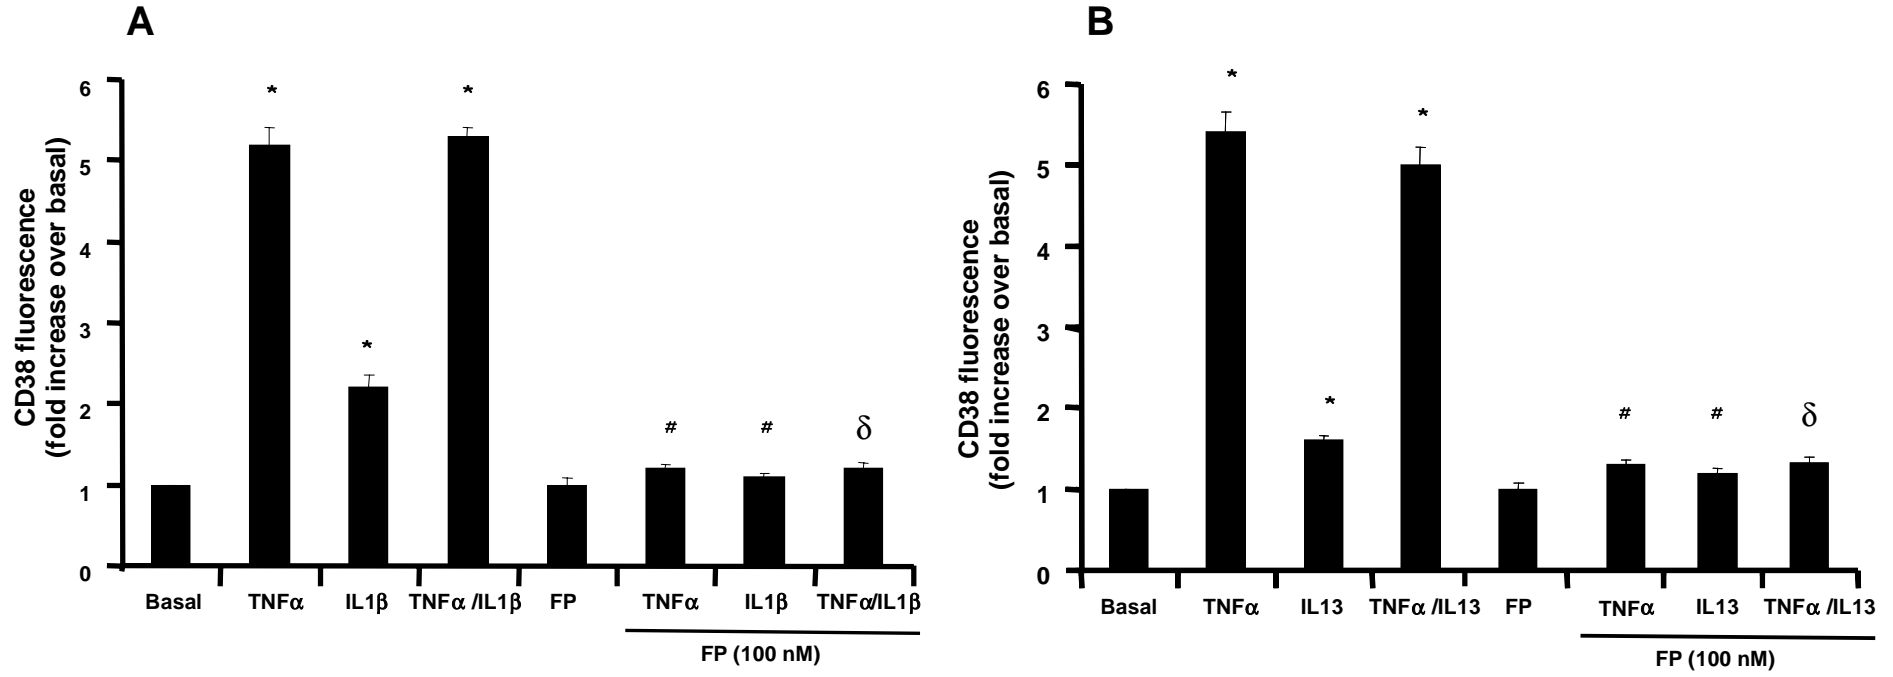 A
CD38 fluorescence
(fold increase over basal)
6
5
4
3
2
1
0
*
*
*
#
#
δ
Basal
TNFα
IL1β
TNFα /IL1β
FP
TNFα
IL1β
TNFα/IL1β
FP (100 nM)
B
CD38 fluorescence
(fold increase over basal)
6
5
4
3
2
1
0
*
*
*
#
#
δ
Basal
TNFα
IL13
TNFα /IL13
FP
TNFα
IL13
TNFα /IL13
FP (100 nM)